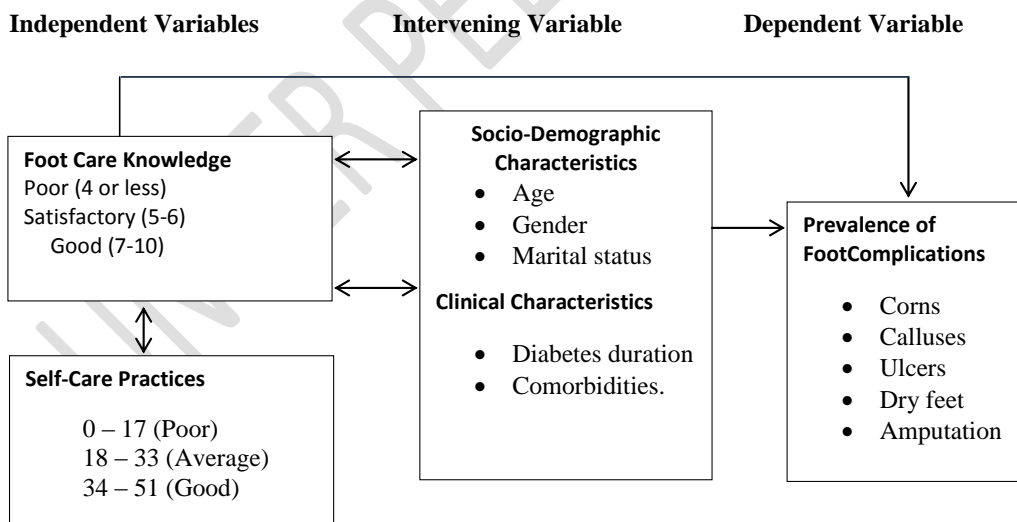 Independent Variables
Intervening Variable
Dependent Variable
Foot Care Knowledge
Poor (4 or less)
Satisfactory (5-6)
Good (7-10)
Self-Care Practices
0 – 17 (Poor)
18 – 33 (Average)
34 – 51 (Good)
Socio-Demographic
Characteristics
• Age
• Gender
• Marital status
Clinical Characteristics
• Diabetes duration
• Comorbidities.
Prevalence of
FootComplications
• Corns
• Calluses
• Ulcers
• Dry feet
• Amputation